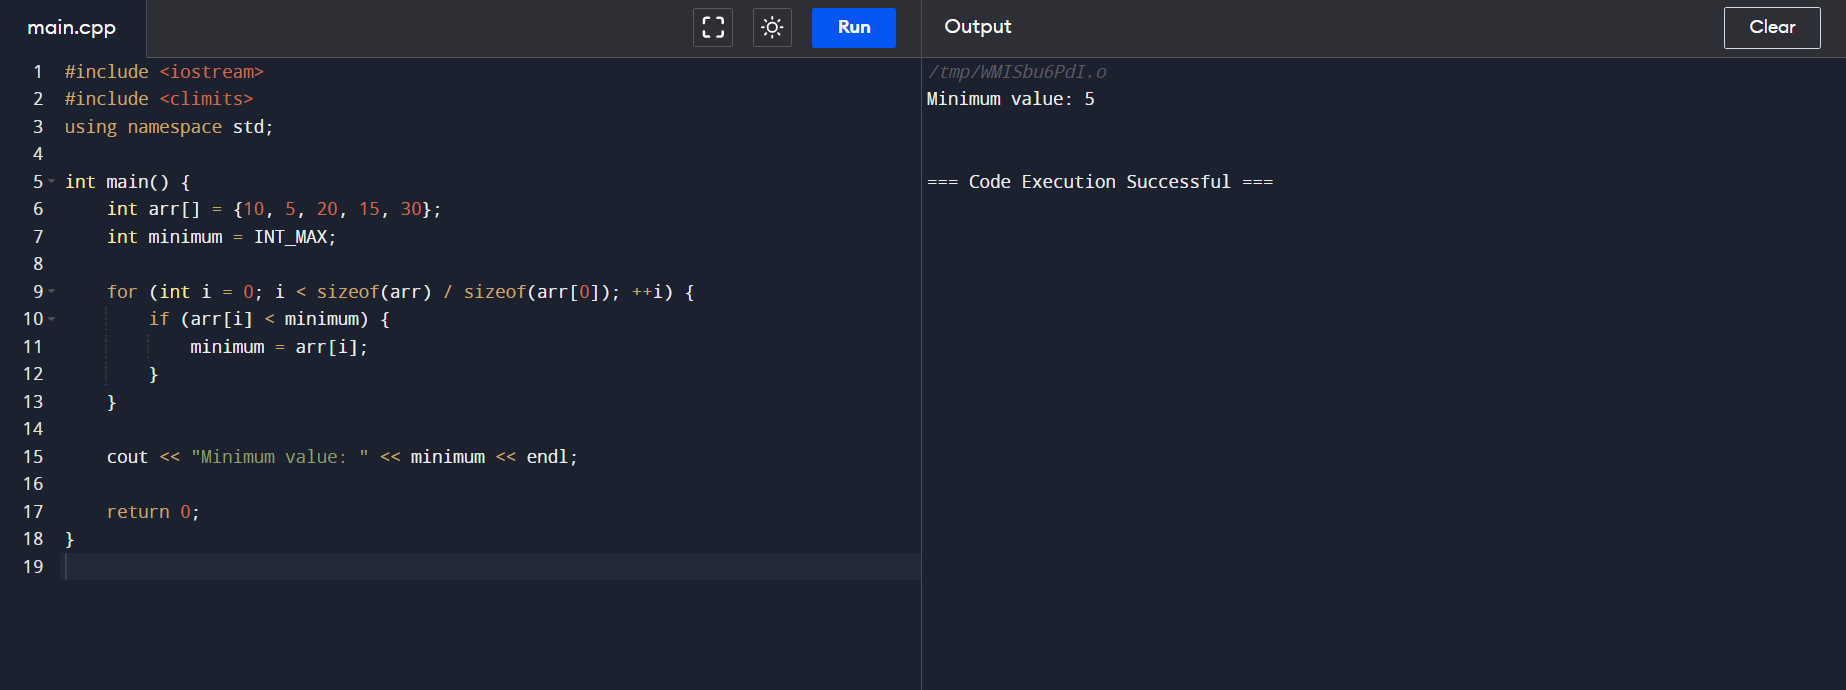 main.cpp
Run
1 #include <iostream>
2 #include <climits>
3 using namespace std;
4
5 int main() {
6     int arr[] = {10, 5, 20, 15, 30};
7     int minimum = INT_MAX;
8
9     for (int i = 0; i < sizeof(arr) / sizeof(arr[0]); ++i) {
10         if (arr[i] < minimum) {
11             minimum = arr[i];
12         }
13     }
14
15     cout << "Minimum value: " << minimum << endl;
16
17     return 0;
18 }
19
Output
Clear
/tmp/WMISbu6PdI.o
Minimum value: 5
=== Code Execution Successful ===